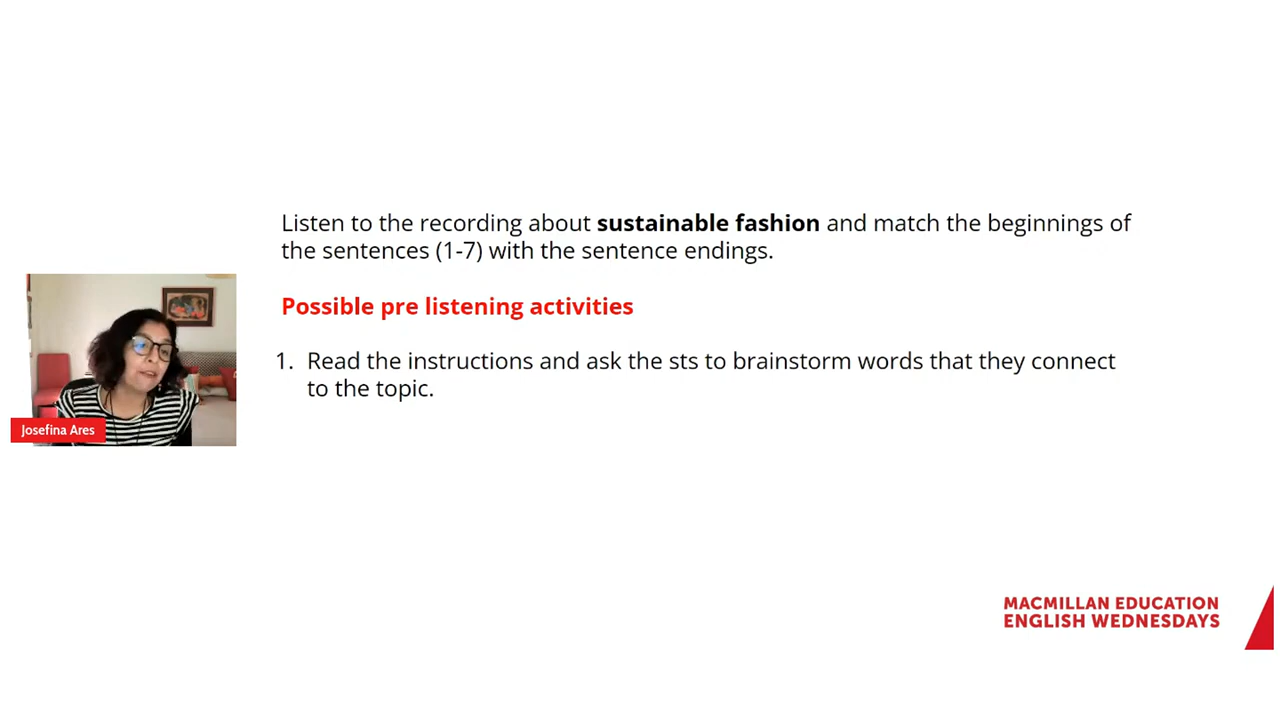 Listen to the recording about sustainable fashion and match the beginnings of
the sentences (1-7) with the sentence endings.
Possible pre listening activities
1. Read the instructions and ask the sts to brainstorm words that they connect
to the topic.
Josefina Ares
MACMILLAN EDUCATION
ENGLISH WEDNESDAYS